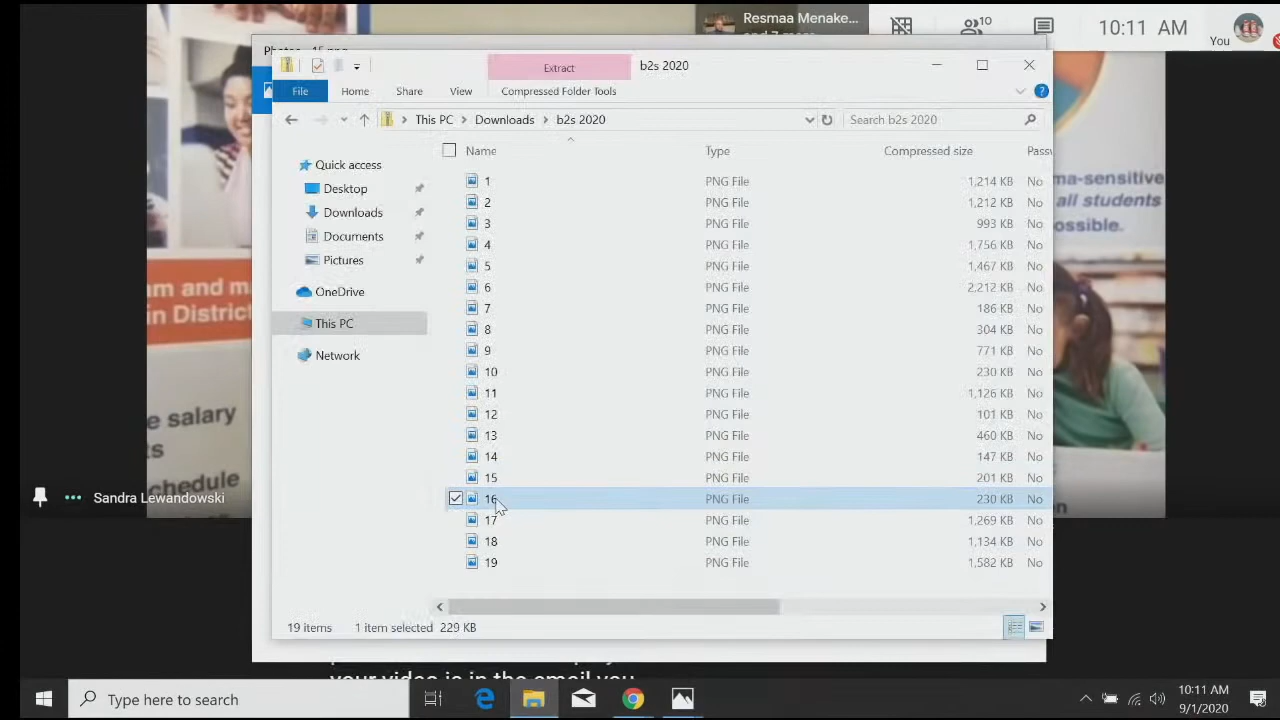 Resmaa Menake...
10
10:11 AM
You
Extract
b2s 2020
File
Home
Share
View
Compressed Folder Tools
This PC
Downloads
b2s 2020
Search b2s 2020
Name
Type
Compressed size
Quick access
Desktop
Downloads
Documents
Pictures
OneDrive
This PC
Network
1 PNG File 1,214 KB No
2 PNG File 1,212 KB No
3 PNG File 993 KB No
4 PNG File 1,756 KB No
5 PNG File 1,467 KB No
6 PNG File 2,212 KB No
7 PNG File 186 KB No
8 PNG File 304 KB No
9 PNG File 771 KB No
10 PNG File 230 KB No
11 PNG File 1,126 KB No
12 PNG File 101 KB No
13 PNG File 460 KB No
14 PNG File 147 KB No
15 PNG File 201 KB No
16 PNG File 230 KB No
17 PNG File 1,269 KB No
18 PNG File 1,134 KB No
19 PNG File 1,582 KB No
19 items
1 item selected 229 KB
ma-sensitive
all students
ossible.
am and m
in District
e salary
ts
chedule
Sandra Lewandowski
your video is in the email you
Type here to search
10:11 AM
9/1/2020